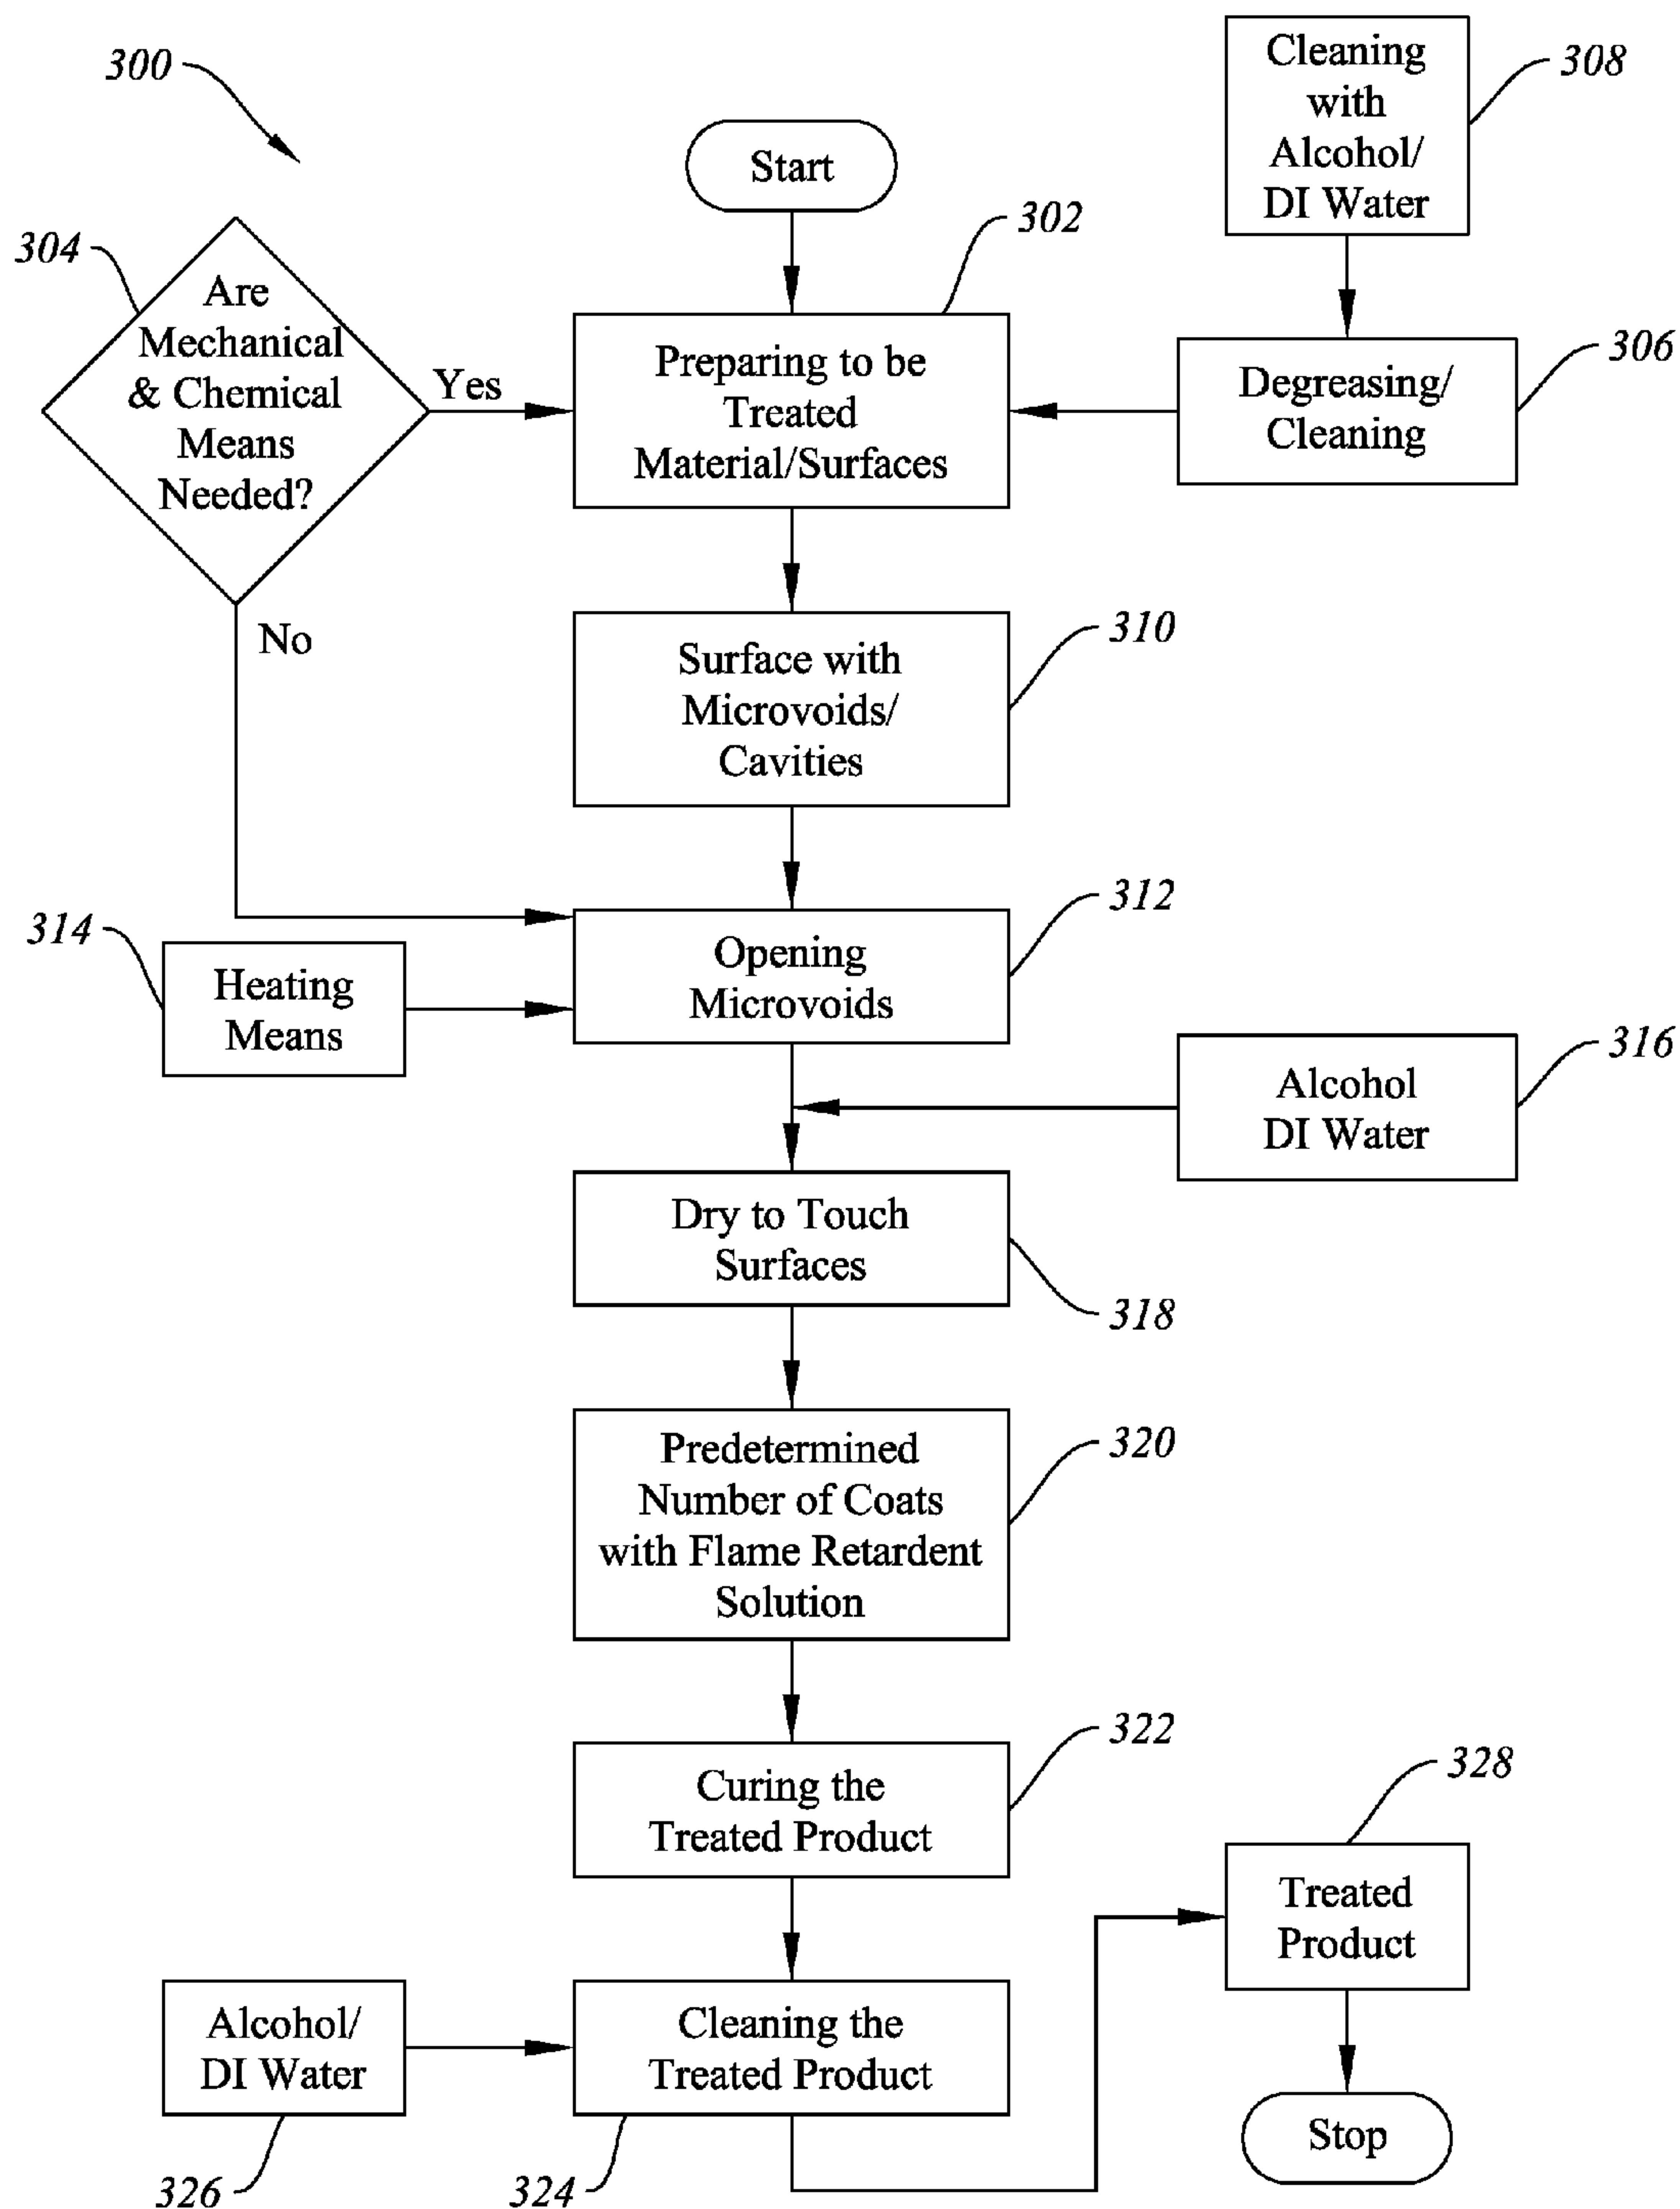 300
Start
Cleaning
with
Alcohol/
DI Water
308
304
Are
Mechanical
& Chemical
Means
Needed?
Yes
No
302
Preparing to be
Treated
Material/Surfaces
Degreasing/
Cleaning
306
Surface with
Microvoids/
Cavities
310
Opening
Microvoids
312
314
Heating
Means
Alcohol
DI Water
316
Dry to Touch
Surfaces
318
Predetermined
Number of Coats
with Flame Retardent
Solution
320
Curing the
Treated Product
322
Cleaning the
Treated Product
324
Alcohol/
DI Water
326
328
Treated
Product
Stop